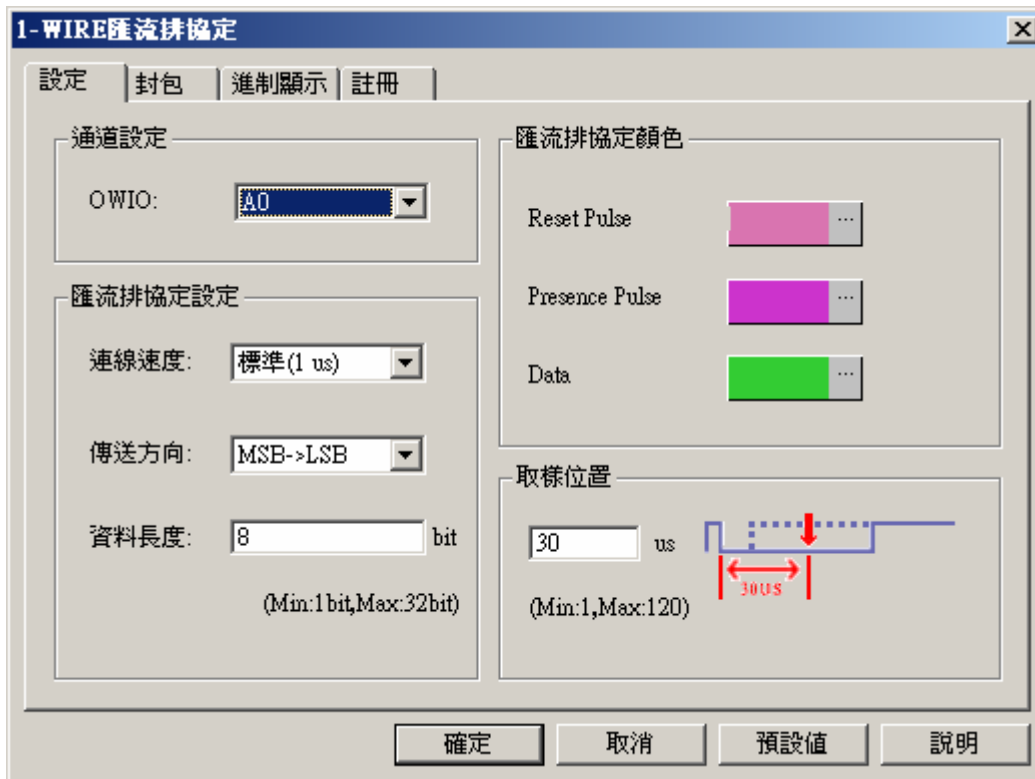 1-WIRE匯流排協定
設定 封包 進制顯示 註冊
通道設定
OWIO: A0
匯流排協定設定
連線速度: 標準(1 us)
傳送方向: MSB->LSB
資料長度: 8 bit
(Min:1bit,Max:32bit)
匯流排協定顏色
Reset Pulse ...
Presence Pulse ...
Data ...
取樣位置
30 us
30US
(Min:1,Max:120)
確定 取消 預設值 說明